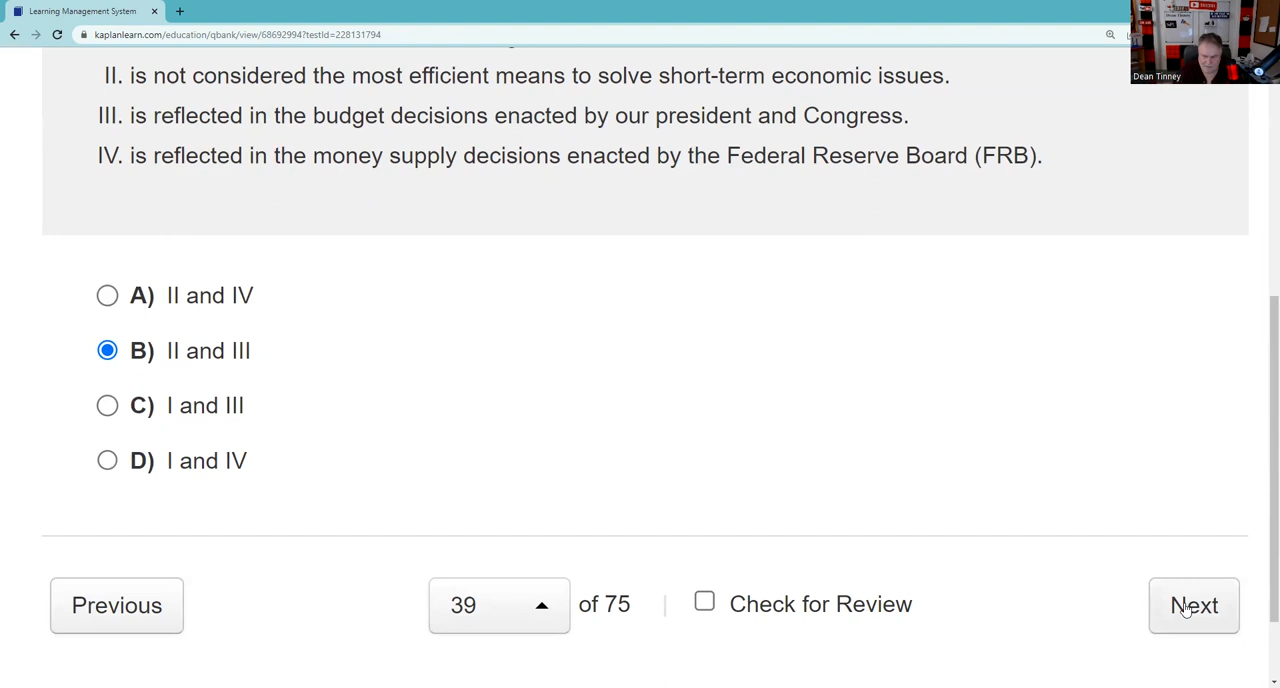 Learning Management System
kaplanlearn.com/education/qbank/view/68692994?testId=228131794
Dean Tinney
II. is not considered the most efficient means to solve short-term economic issues.
III. is reflected in the budget decisions enacted by our president and Congress.
IV. is reflected in the money supply decisions enacted by the Federal Reserve Board (FRB).
A) II and IV
B) II and III
C) I and III
D) I and IV
Previous
39
of 75
Check for Review
Next